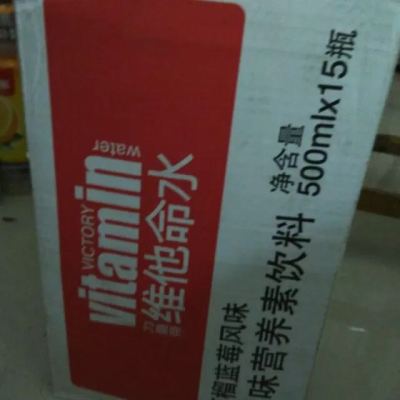 VICTORY
vitamin
water
力量帝
维他命水
榴蓝莓风味
味营养素饮料
净含量
500mlx15瓶